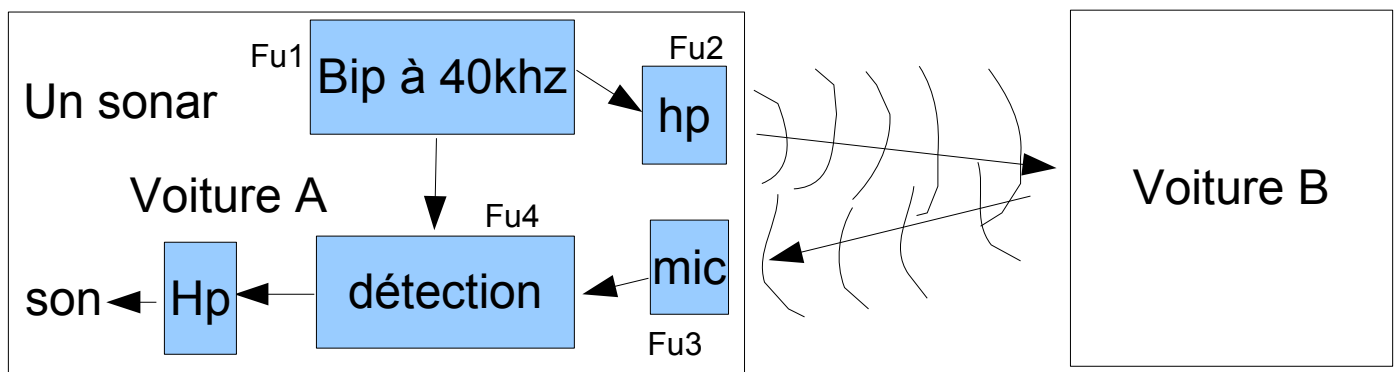 Fu1
Bip à 40khz
Fu2
hp
Un sonar
Voiture A
Fu4
détection
mic
Fu3
Hp
son
Voiture B